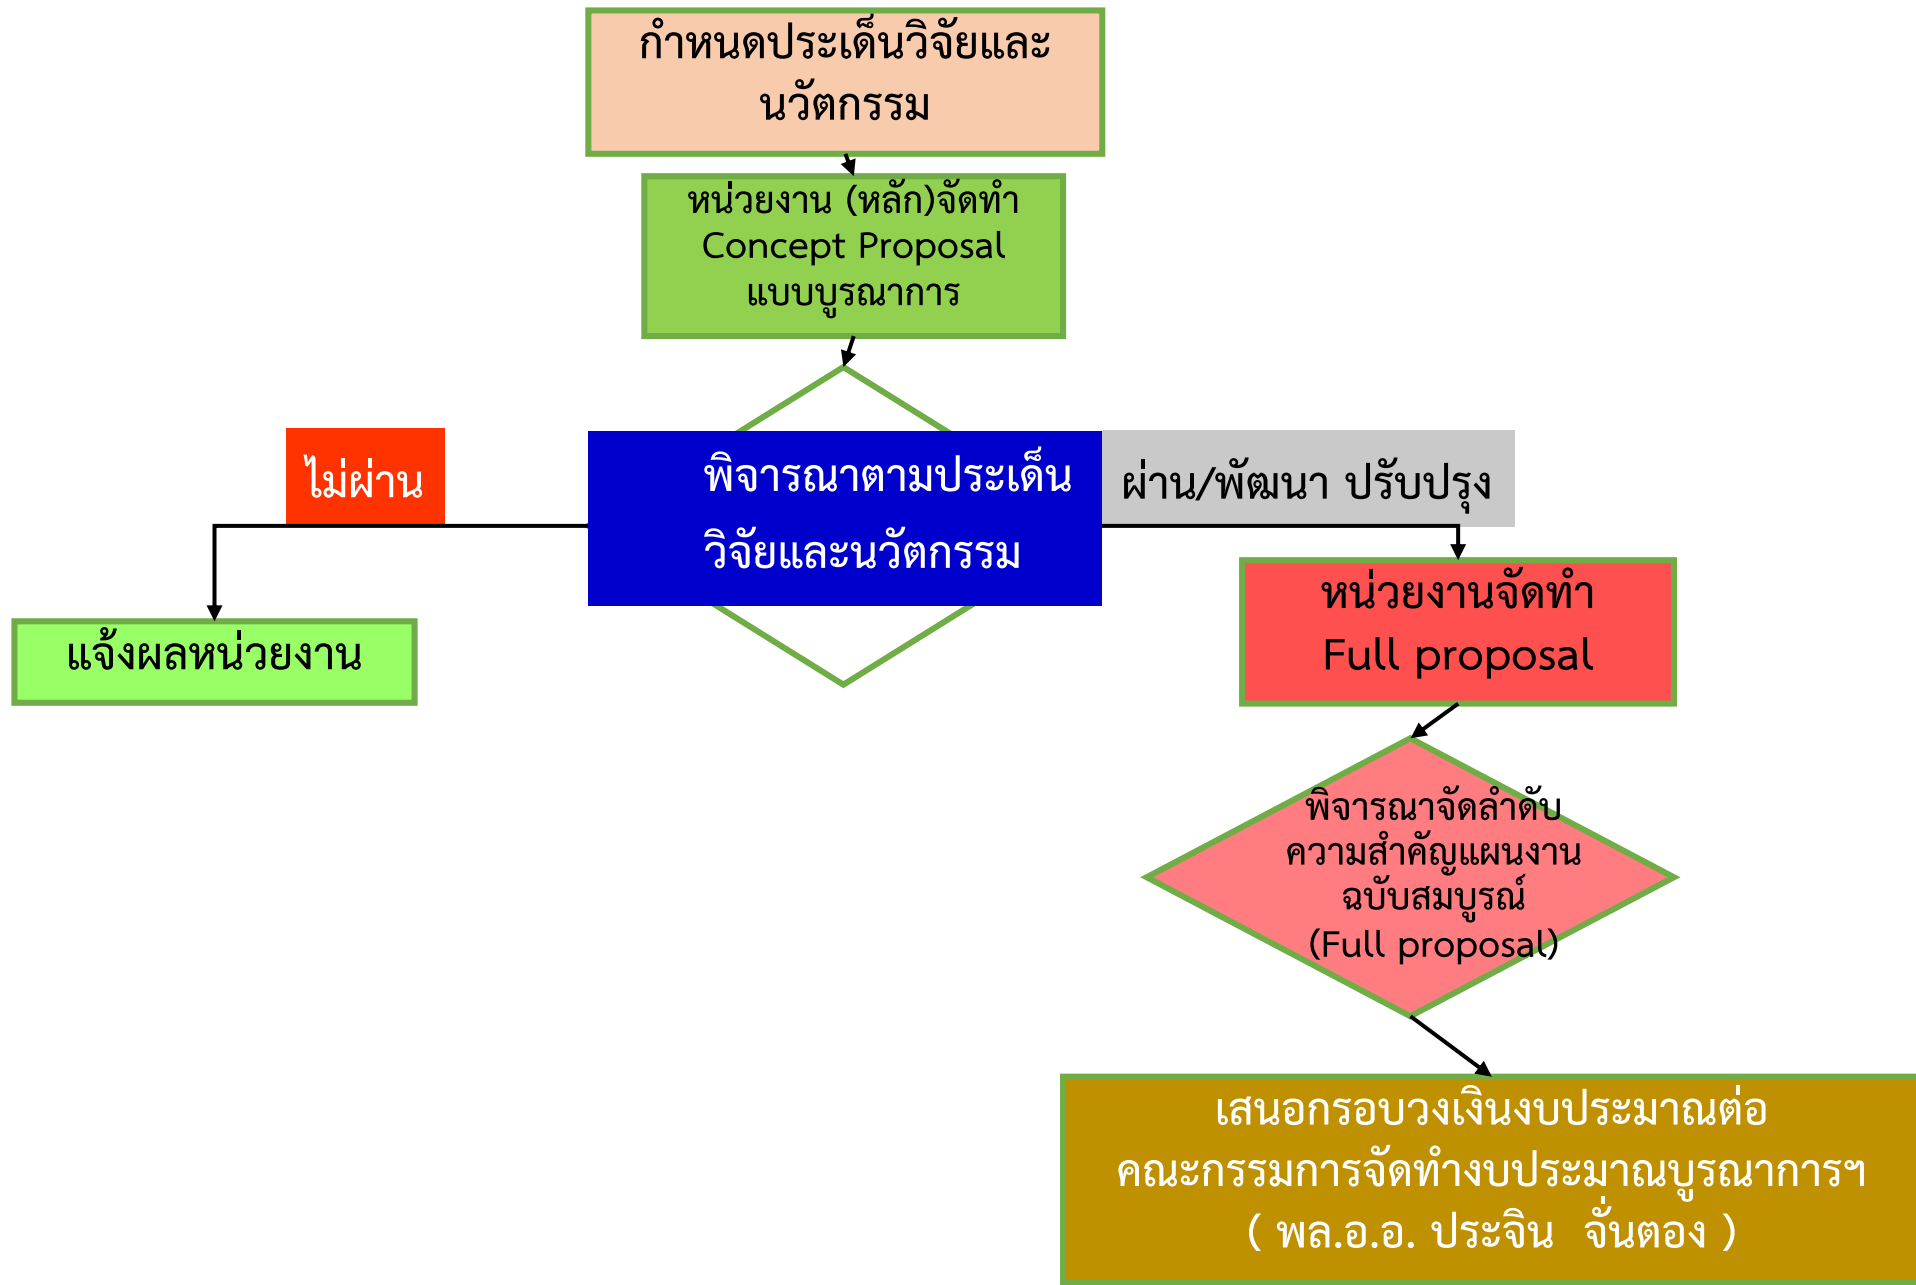 กำหนดประเด็นวิจัยและ
นวัตกรรม
หน่วยงาน (หลัก)จัดทำ
Concept Proposal
แบบบูรณาการ
ไม่ผ่าน
พิจารณาตามประเด็น
วิจัยและนวัตกรรม
ผ่าน/พัฒนา ปรับปรุง
แจ้งผลหน่วยงาน
หน่วยงานจัดทำ
Full proposal
พิจารณาจัดลำดับ
ความสำคัญแผนงาน
ฉบับสมบูรณ์
(Full proposal)
เสนอกรอบวงเงินงบประมาณต่อ
คณะกรรมการจัดทำงบประมาณบูรณาการฯ
( พล.อ.อ. ประจิน จั่นตอง )